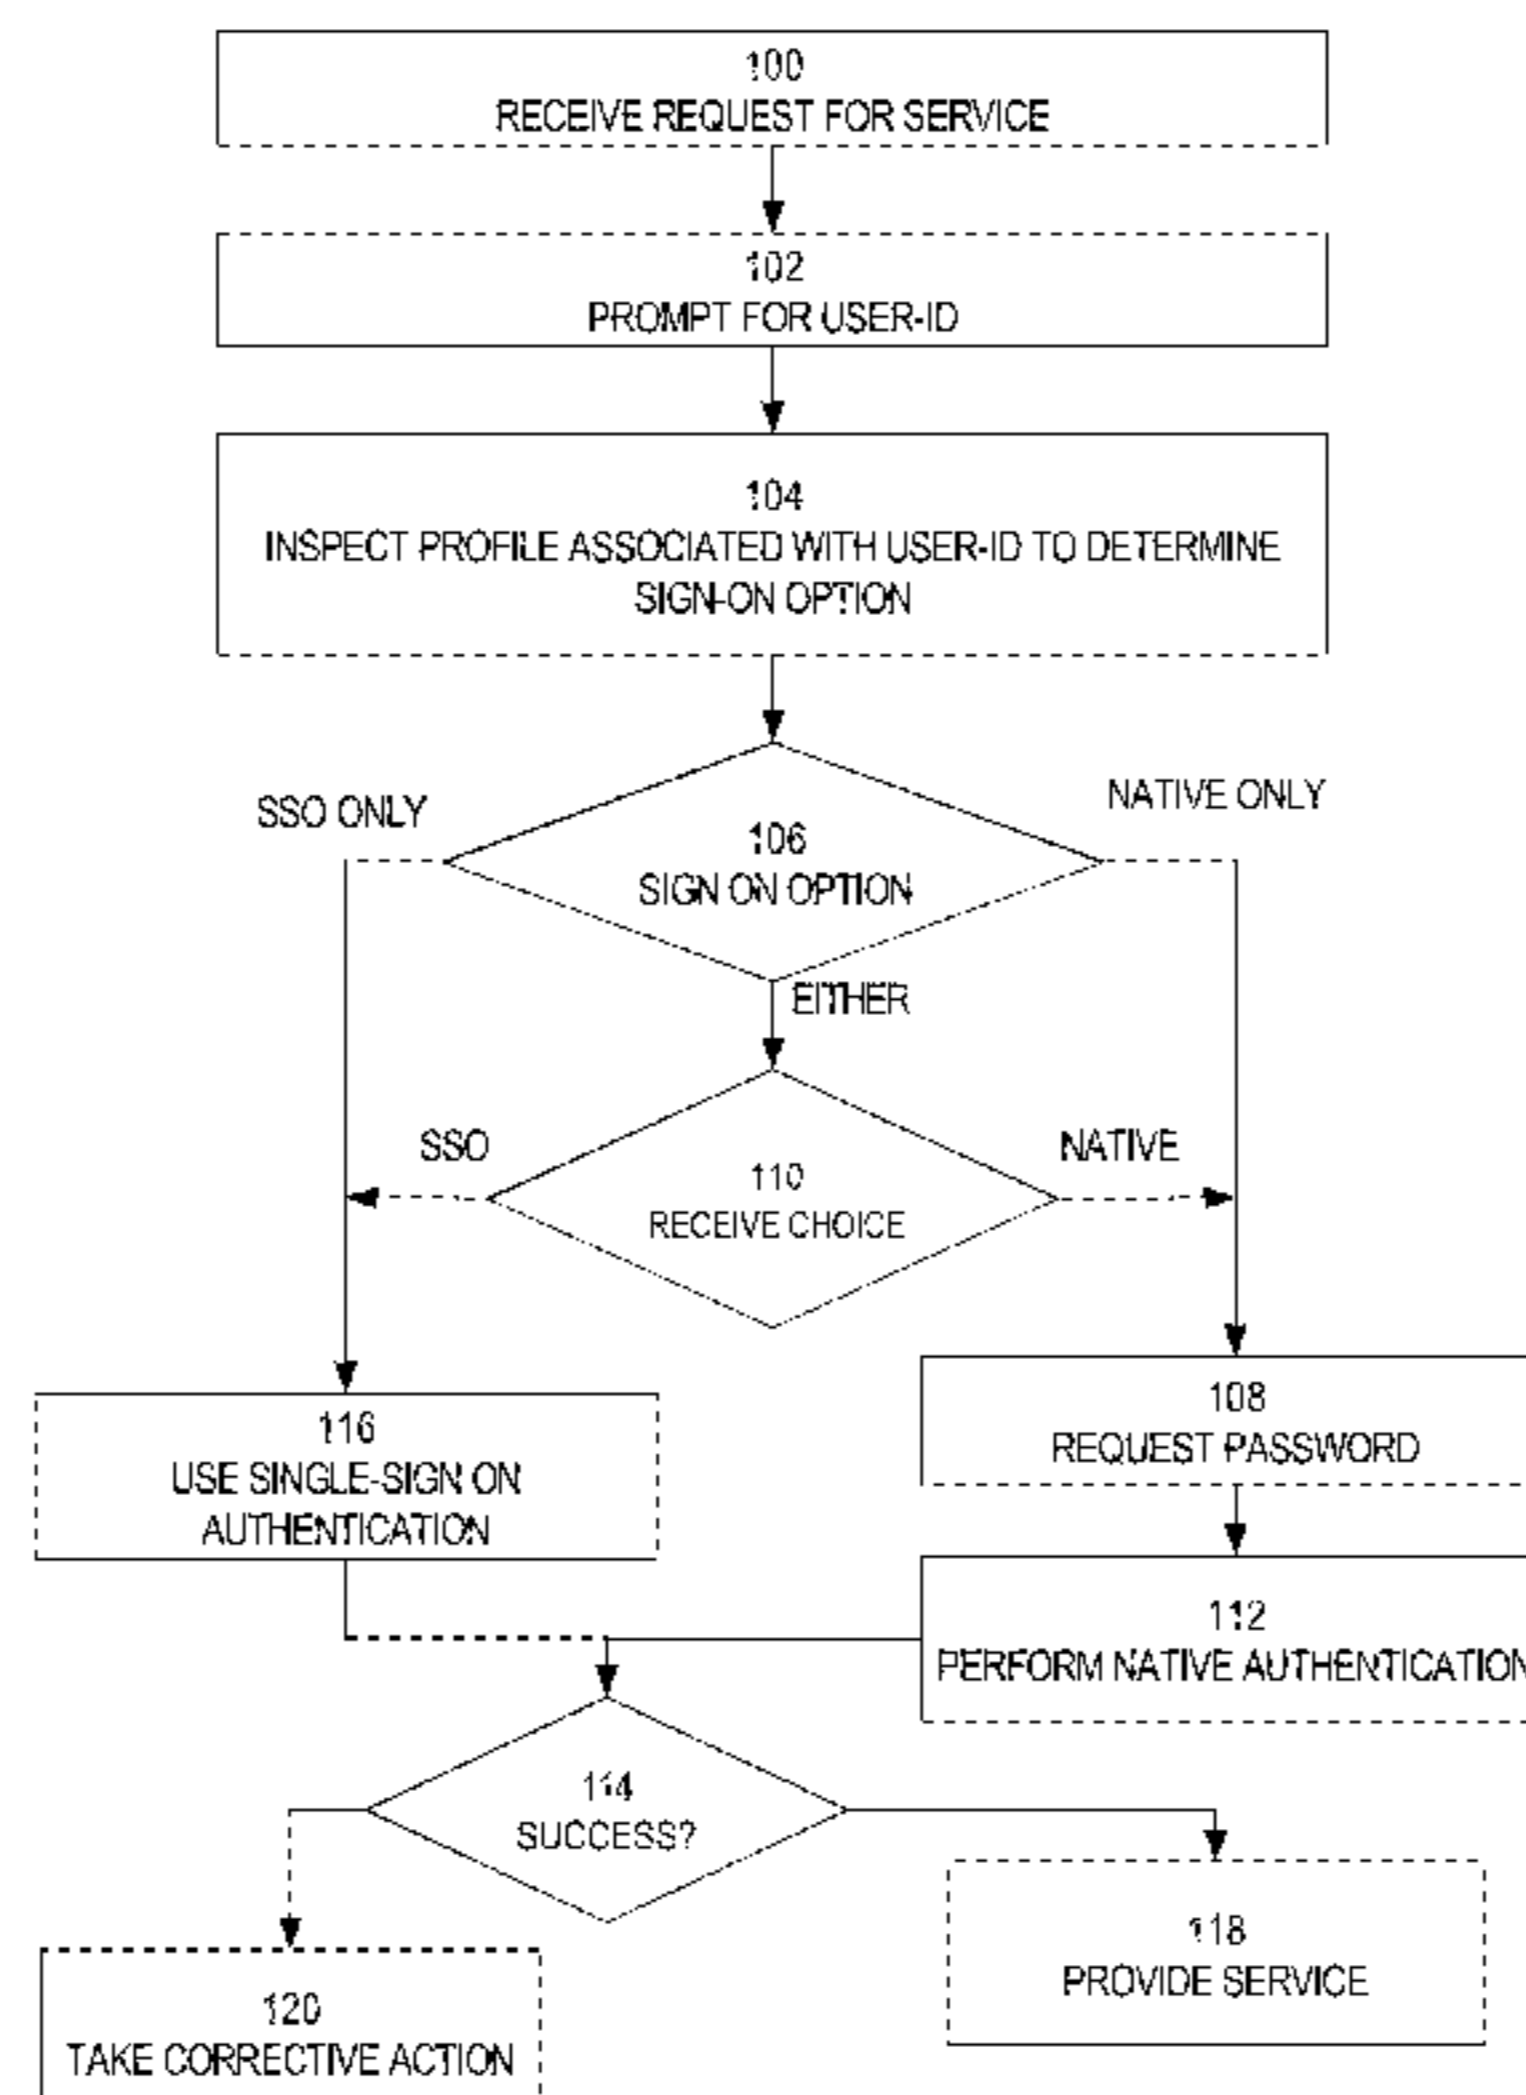 100
RECEIVE REQUEST FOR SERVICE
102
PROMPT FOR USER-ID
104
INSPECT PROFILE ASSOCIATED WITH USER-ID TO DETERMINE
SIGN-ON OPTION
SSO ONLY
NATIVE ONLY
106
SIGN ON OPTION
EITHER
SSO
NATIVE
110
RECEIVE CHOICE
108
REQUEST PASSWORD
116
USE SINGLE-SIGN ON
AUTHENTICATION
112
PERFORM NATIVE AUTHENTICATION
114
SUCCESS?
118
PROVIDE SERVICE
120
TAKE CORRECTIVE ACTION